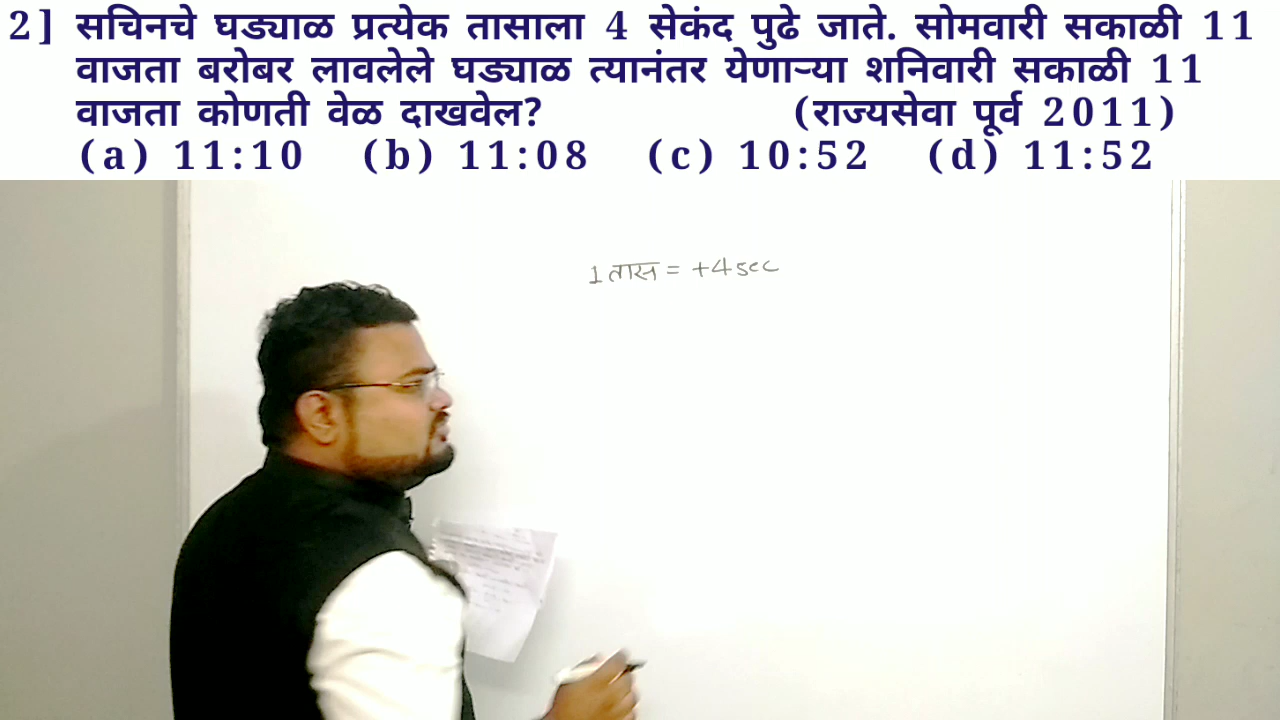 2] सचिनचे घड्याळ प्रत्येक तासाला 4 सेकंद पुढे जाते. सोमवारी सकाळी 11
वाजता बरोबर लावलेले घड्याळ त्यानंतर येणाऱ्या शनिवारी सकाळी 11
वाजता कोणती वेळ दाखवेल? (राज्यसेवा पूर्व 2011)
(a) 11:10 (b) 11:08 (c) 10:52 (d) 11:52
1 तास = +4 sec